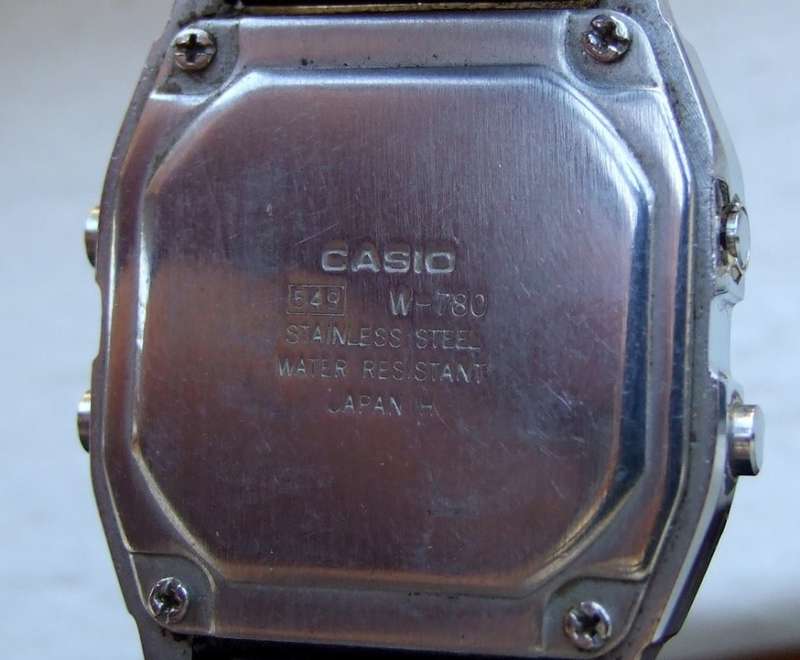 CASIO
549 W-780
STAINLESS STEEL
WATER RESISTANT
JAPAN H